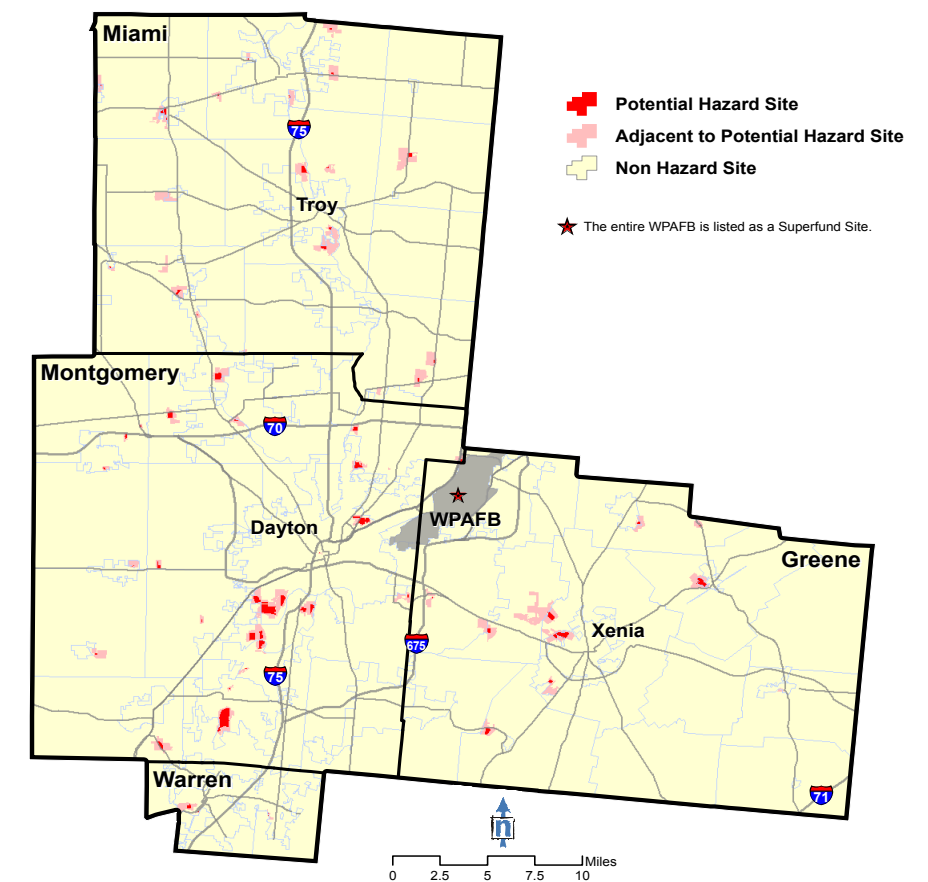 Miami
75
Troy
Potential Hazard Site
Adjacent to Potential Hazard Site
Non Hazard Site
The entire WPAFB is listed as a Superfund Site.
Montgomery
70
Dayton
WPAFB
Greene
Xenia
675
75
Warren
71
n
Miles
0 2.5 5 7.5 10